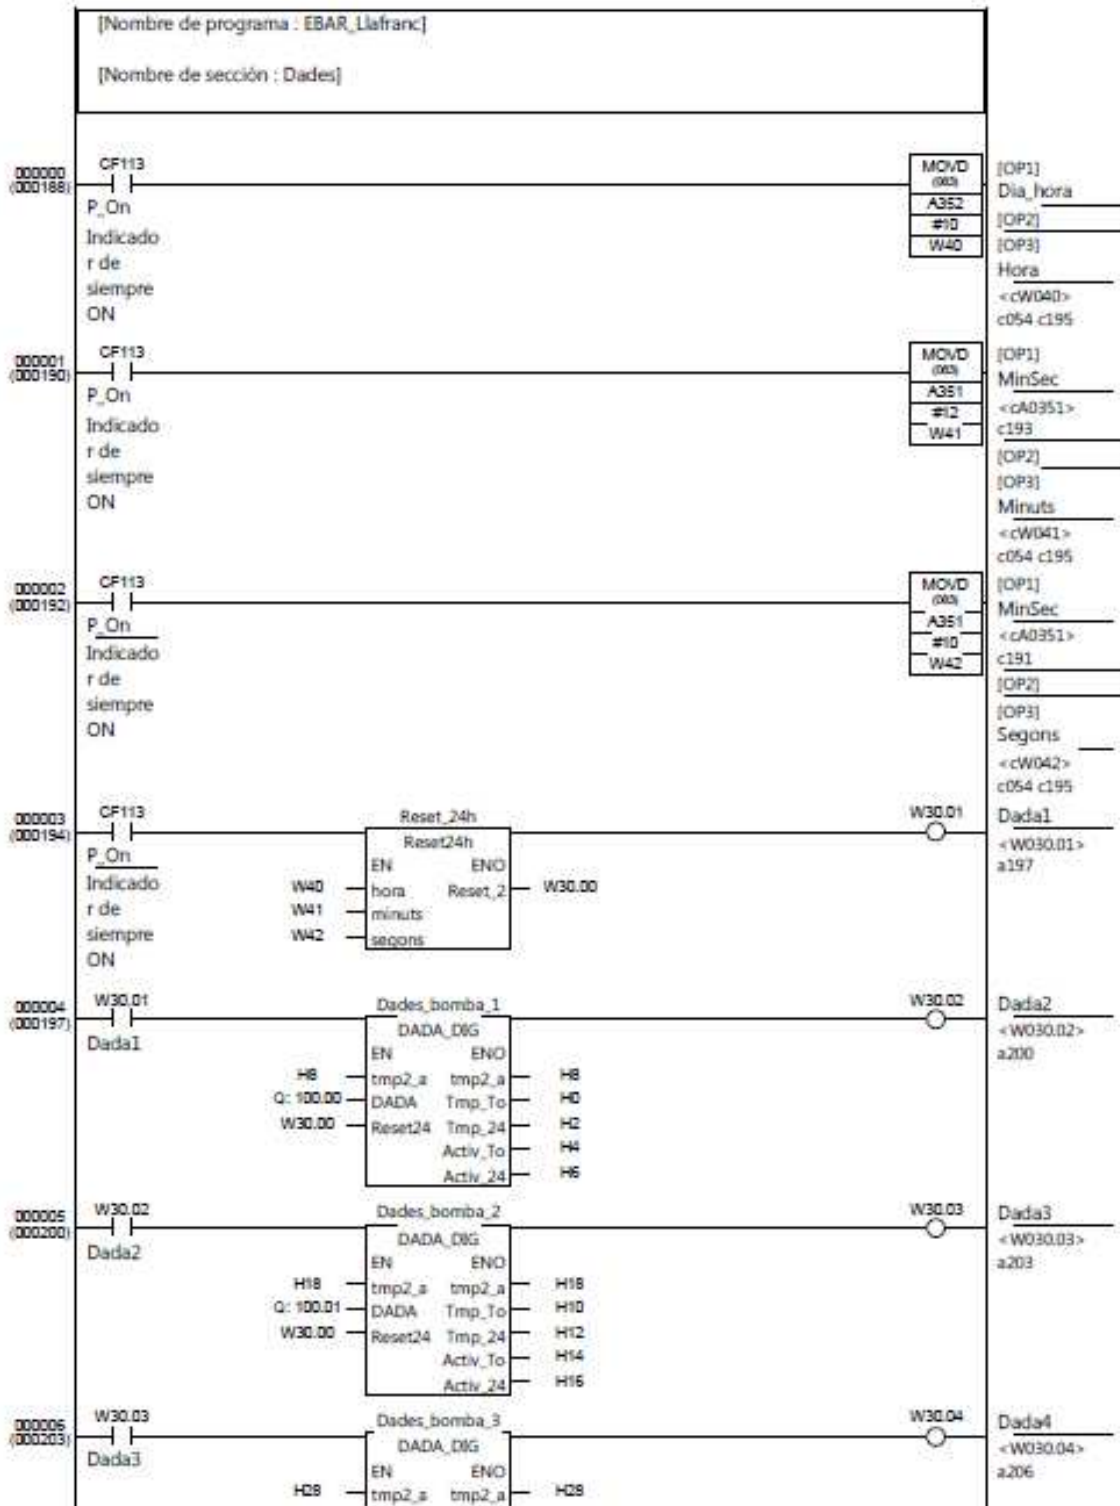 [Nombre de programa : EBAR_Llafranc]
[Nombre de sección : Dades]
000000
(000188)
CF113
P_On
Indicado
r de
siempre
ON
MOVD
(083)
A352
#10
W40
[OP1]
Dia_hora
[OP2]
[OP3]
Hora
<cW040>
c054 c195
000001
(000190)
CF113
P_On
Indicado
r de
siempre
ON
MOVD
(083)
A351
#12
W41
[OP1]
MinSec
<cA0351>
c193
[OP2]
[OP3]
Minuts
<cW041>
c054 c195
000002
(000192)
CF113
P_On
Indicado
r de
siempre
ON
MOVD
(083)
A351
#10
W42
[OP1]
MinSec
<cA0351>
c191
[OP2]
[OP3]
Segons
<cW042>
c054 c195
000003
(000194)
CF113
P_On
Indicado
r de
siempre
ON
Reset_24h
Reset24h
EN ENO
W40 hora Reset_2 W30.00
W41 minuts
W42 segons
W30.01
Dada1
<W030.01>
a197
000004
(000197)
W30.01
Dada1
Dades_bomba_1
DADA_DIG
EN ENO
H8 tmp2_a tmp2_a H8
Q: 100.00 DADA Tmp_To H0
W30.00 Reset24 Tmp_24 H2
Activ_To H4
Activ_24 H6
W30.02
Dada2
<W030.02>
a200
000005
(000200)
W30.02
Dada2
Dades_bomba_2
DADA_DIG
EN ENO
H18 tmp2_a tmp2_a H18
Q: 100.01 DADA Tmp_To H10
W30.00 Reset24 Tmp_24 H12
Activ_To H14
Activ_24 H16
W30.03
Dada3
<W030.03>
a203
000006
(000203)
W30.03
Dada3
Dades_bomba_3
DADA_DIG
EN ENO
H28 tmp2_a tmp2_a H28
W30.04
Dada4
<W030.04>
a206